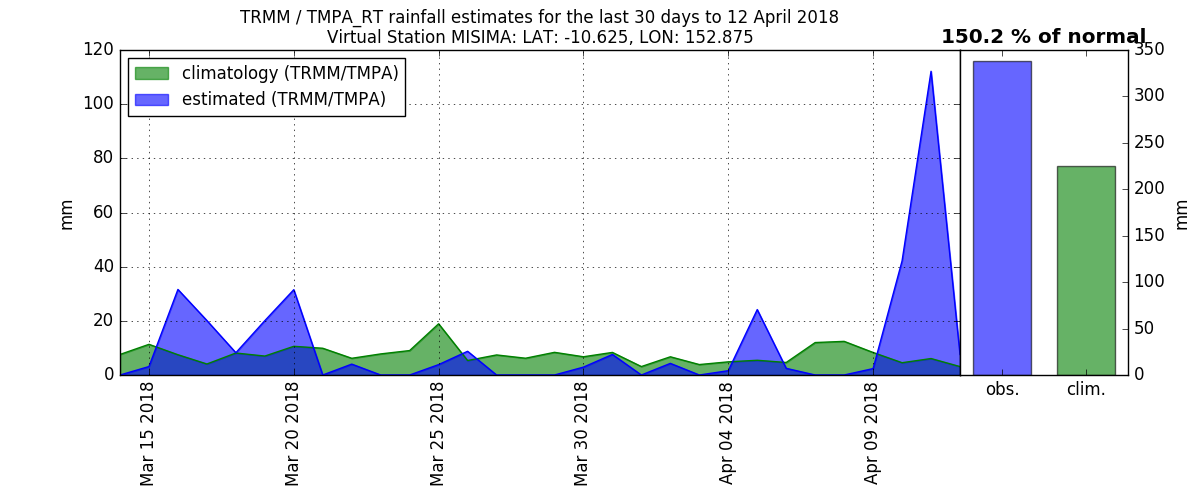 TRMM / TMPA_RT rainfall estimates for the last 30 days to 12 April 2018
Virtual Station MISIMA: LAT: -10.625, LON: 152.875
150.2 % of normal
climatology (TRMM/TMPA)
estimated (TRMM/TMPA)
120
100
80
60
40
20
0
mm
Mar 15 2018
Mar 20 2018
Mar 25 2018
Mar 30 2018
Apr 04 2018
Apr 09 2018
350
300
250
200
150
100
50
0
mm
obs.
clim.